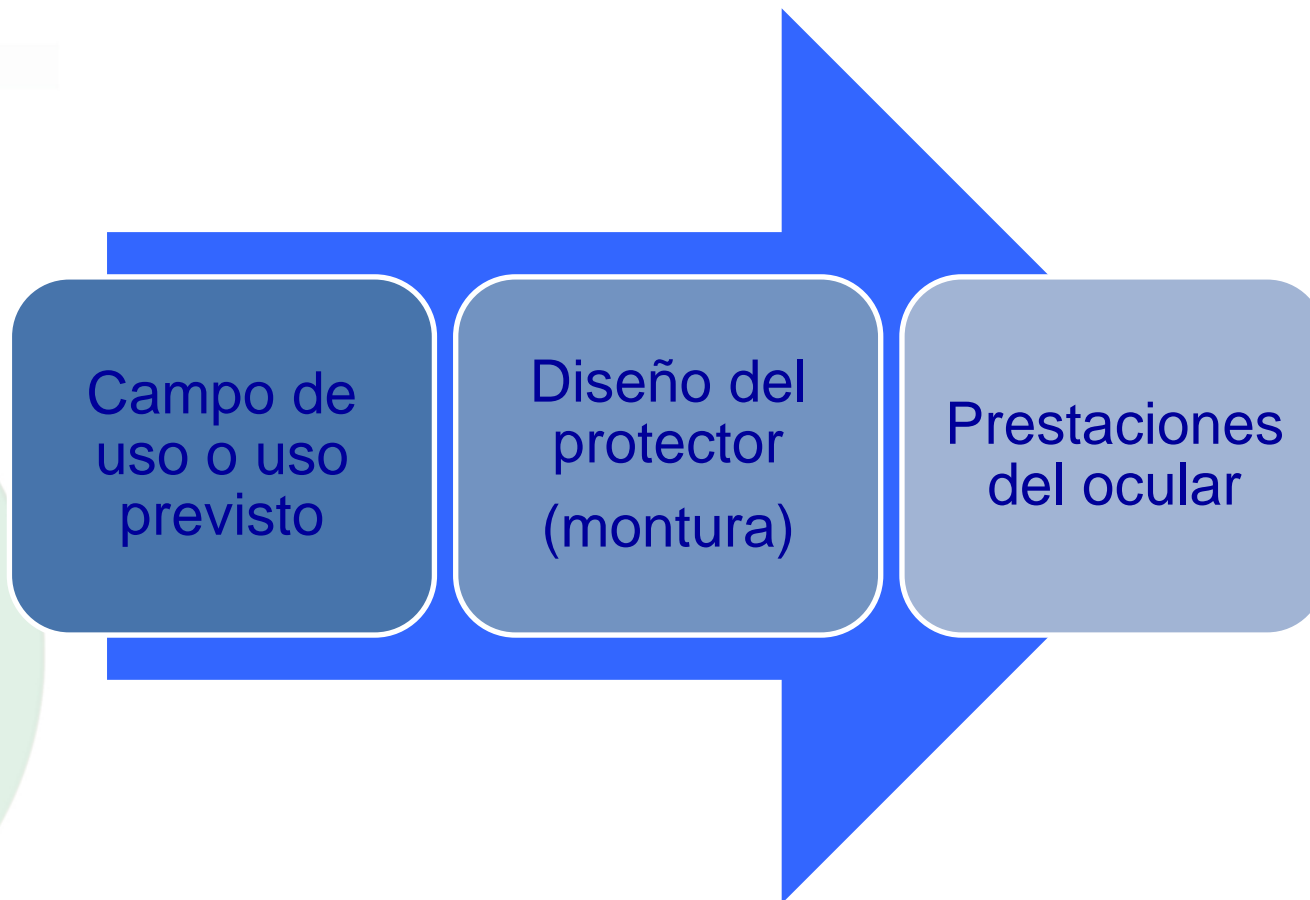 Campo de
uso o uso
previsto
Diseño del
protector
(montura)
Prestaciones
del ocular